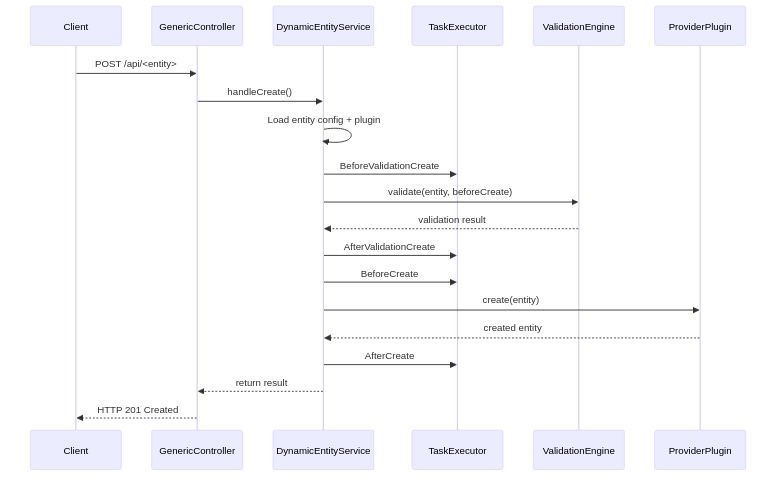 Client
GenericController
DynamicEntityService
TaskExecutor
ValidationEngine
ProviderPlugin
POST /api/<entity>
handleCreate()
Load entity config + plugin
BeforeValidationCreate
validate(entity, beforeCreate)
validation result
AfterValidationCreate
BeforeCreate
create(entity)
created entity
AfterCreate
return result
HTTP 201 Created
Client
GenericController
DynamicEntityService
TaskExecutor
ValidationEngine
ProviderPlugin